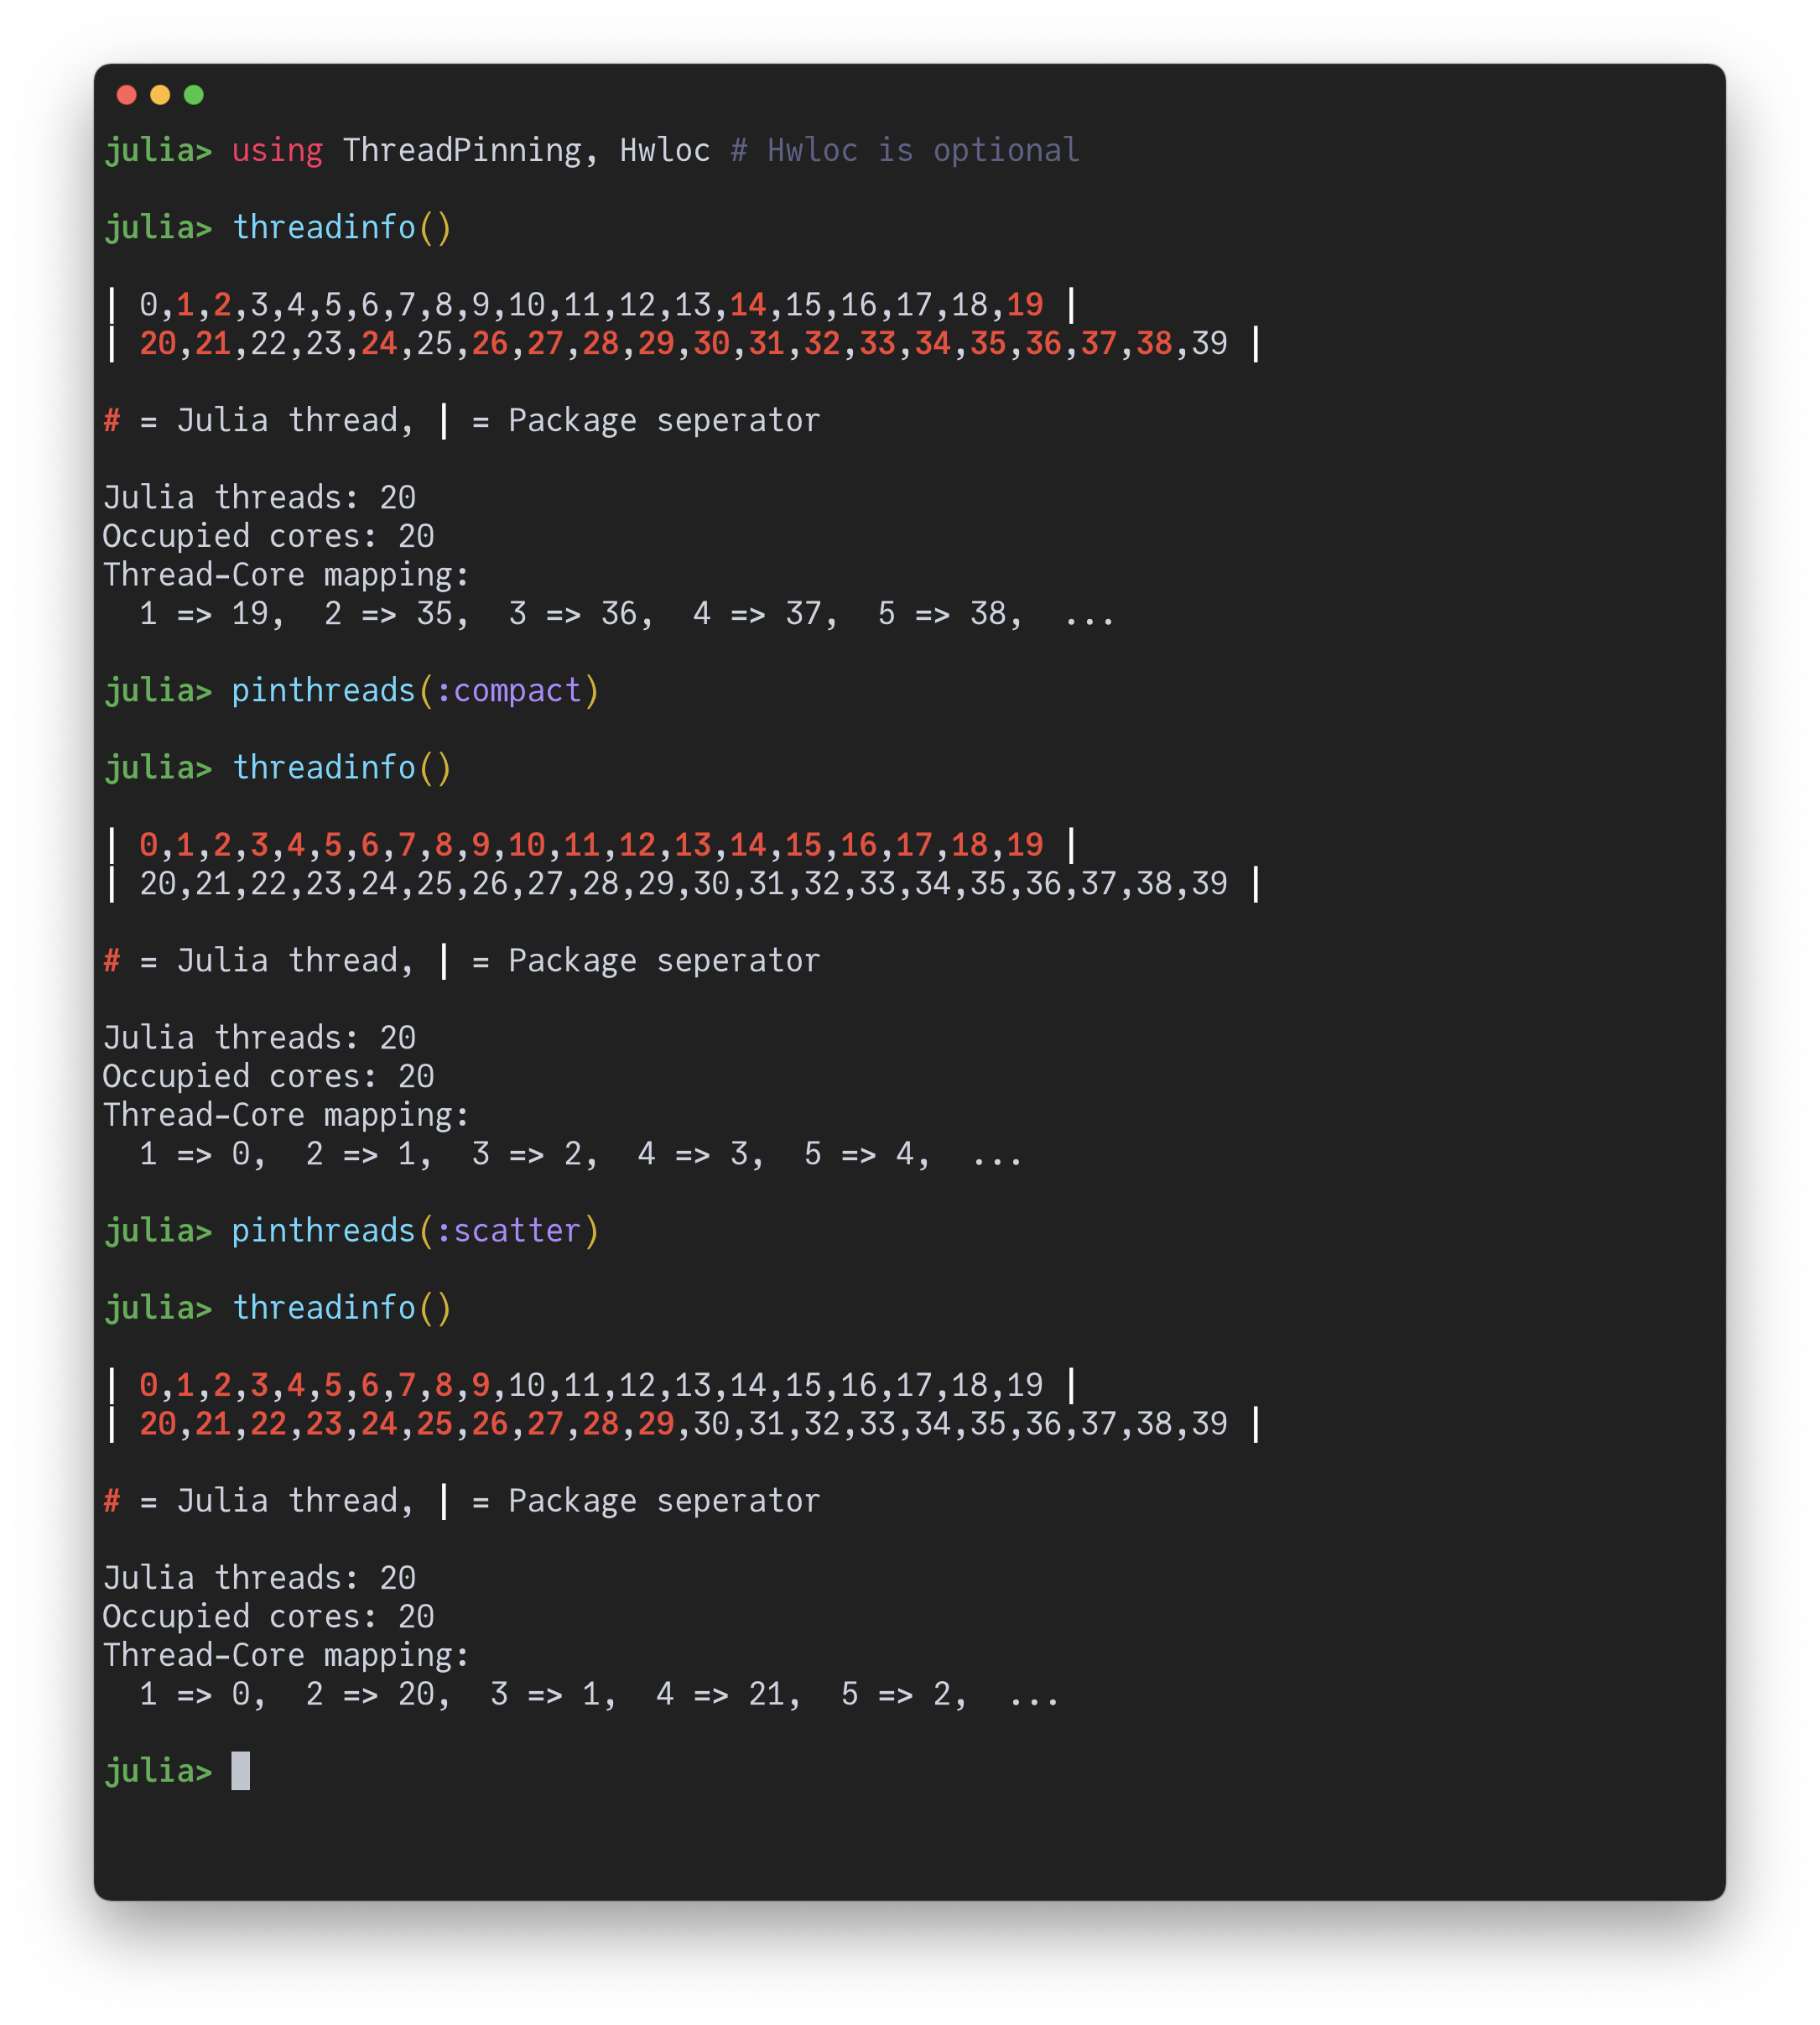 julia> using ThreadPinning, Hwloc # Hwloc is optional
julia> threadinfo()
| 0,1,2,3,4,5,6,7,8,9,10,11,12,13,14,15,16,17,18,19 |
| 20,21,22,23,24,25,26,27,28,29,30,31,32,33,34,35,36,37,38,39 |
# = Julia thread, | = Package seperator
Julia threads: 20
Occupied cores: 20
Thread-Core mapping:
  1 => 19,  2 => 35,  3 => 36,  4 => 37,  5 => 38,  ...
julia> pinthreads(:compact)
julia> threadinfo()
| 0,1,2,3,4,5,6,7,8,9,10,11,12,13,14,15,16,17,18,19 |
| 20,21,22,23,24,25,26,27,28,29,30,31,32,33,34,35,36,37,38,39 |
# = Julia thread, | = Package seperator
Julia threads: 20
Occupied cores: 20
Thread-Core mapping:
  1 => 0,  2 => 1,  3 => 2,  4 => 3,  5 => 4,  ...
julia> pinthreads(:scatter)
julia> threadinfo()
| 0,1,2,3,4,5,6,7,8,9,10,11,12,13,14,15,16,17,18,19 |
| 20,21,22,23,24,25,26,27,28,29,30,31,32,33,34,35,36,37,38,39 |
# = Julia thread, | = Package seperator
Julia threads: 20
Occupied cores: 20
Thread-Core mapping:
  1 => 0,  2 => 20,  3 => 1,  4 => 21,  5 => 2,  ...
julia>